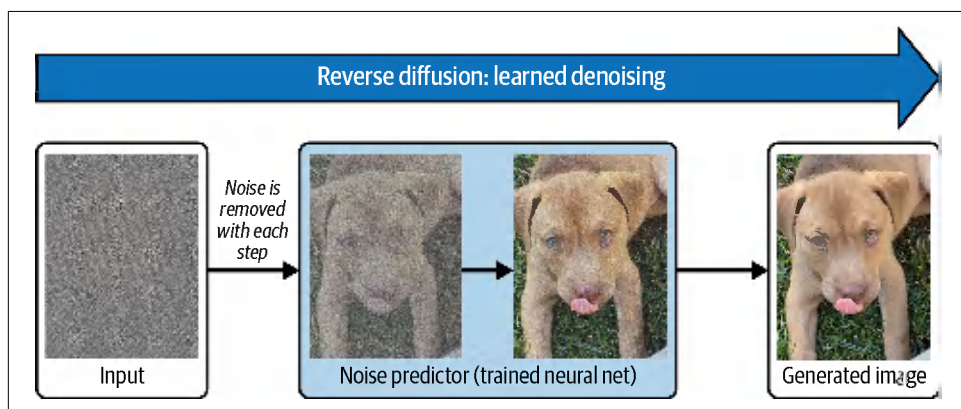 Reverse diffusion: learned denoising
Noise is
removed
with each
step
Input
Noise predictor (trained neural net)
Generated image